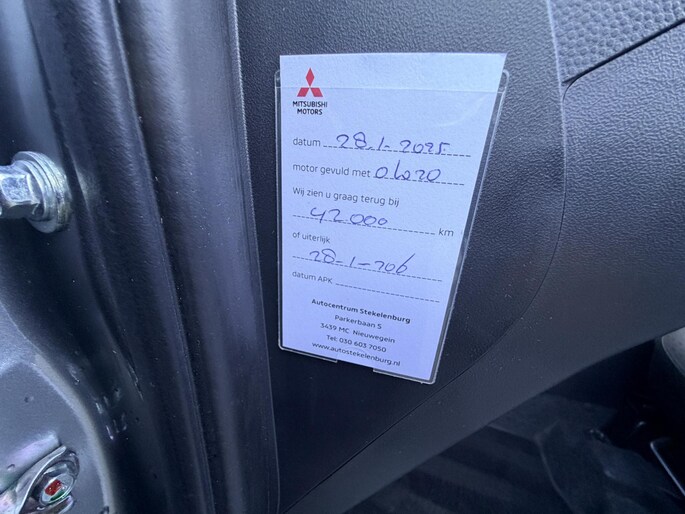 MITSUBISHI
MOTORS
datum 28-1-2025
motor gevuld met 0w20
Wij zien u graag terug bij
42.000 km
of uiterlijk
28-1-206
datum APK
Autocentrum Stekelenburg
Parkerbaan 5
3439 MC Nieuwegein
Tel: 030 603 7050
www.autostekelenburg.nl